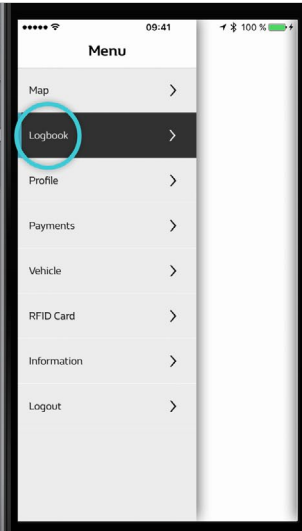 09:41
100 %
Menu
Map
Logbook
Profile
Payments
Vehicle
RFID Card
Information
Logout